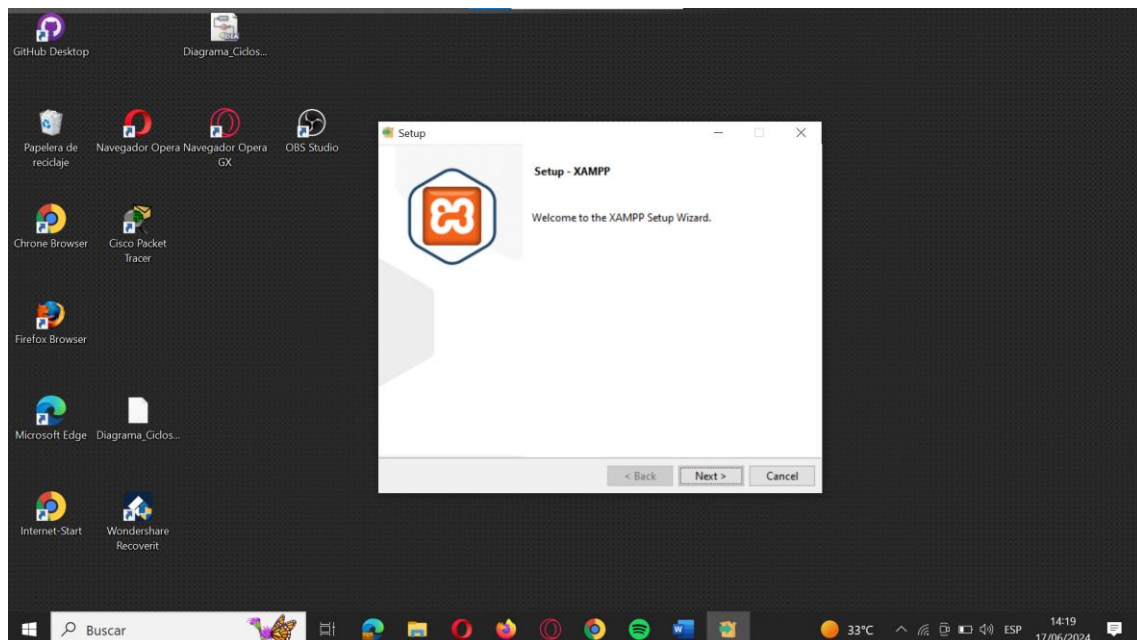 GitHub Desktop
Diagrama_Ciclos...
Papelera de
reciclaje
Navegador Opera
Navegador Opera
GX
OBS Studio
Chrone Browser
Cisco Packet
Tracer
Firefox Browser
Microsoft Edge
Diagrama_Ciclos...
Internet-Start
Wondershare
Recoverit
Setup
Setup - XAMPP
Welcome to the XAMPP Setup Wizard.
< Back
Next >
Cancel
Buscar
33°C
ESP
14:19
17/06/2024